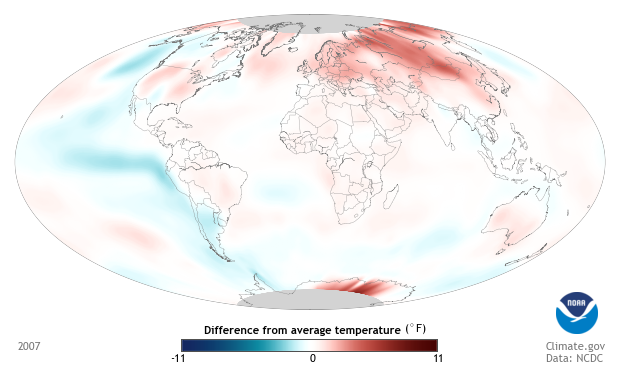 NOAA
Difference from average temperature (°F)
2007
-11
0
11
Climate.gov
Data: NCDC